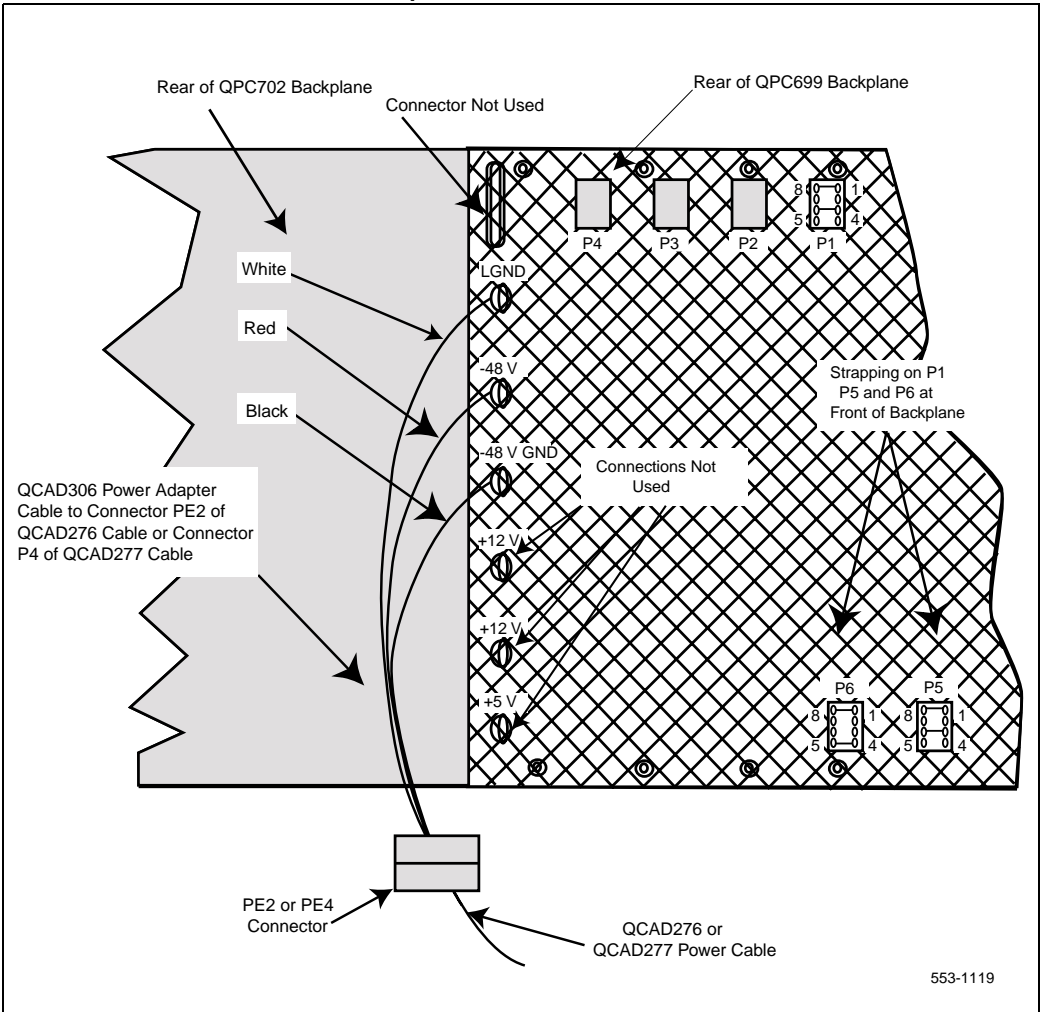 Rear of QPC702 Backplane
Connector Not Used
Rear of QPC699 Backplane
8 1
5 4
P4 P3 P2 P1
White
LGND
Red
-48 V
Strapping on P1
P5 and P6 at
Front of Backplane
Black
-48 V GND
Connections Not
Used
QCAD306 Power Adapter
Cable to Connector PE2 of
QCAD276 Cable or Connector
P4 of QCAD277 Cable
+12 V
+12 V
+5 V
P6 P5
8 1 8 1
5 4 5 4
PE2 or PE4
Connector
QCAD276 or
QCAD277 Power Cable
553-1119